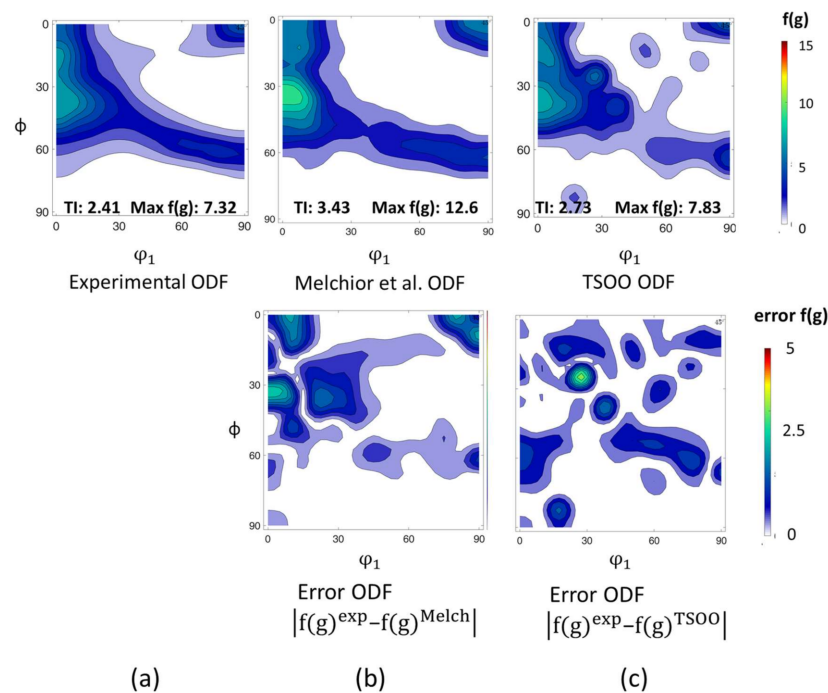 f(g)
0
30
ϕ
60
90
TI: 2.41 Max f(g): 7.32
0 30 60 90
φ₁
Experimental ODF
0
30
60
90
TI: 3.43 Max f(g): 12.6
0 30 60 90
φ₁
Melchior et al. ODF
0
30
60
90
TI: 2.73 Max f(g): 7.83
0 30 60 90
φ₁
TSOO ODF
15
10
5
0
0
30
ϕ
60
90
0 30 60 90
φ₁
Error ODF
|f(g)^exp−f(g)^Melch|
0 30 60 90
φ₁
Error ODF
|f(g)^exp−f(g)^TSOO|
error f(g)
5
2.5
0
(a) (b) (c)